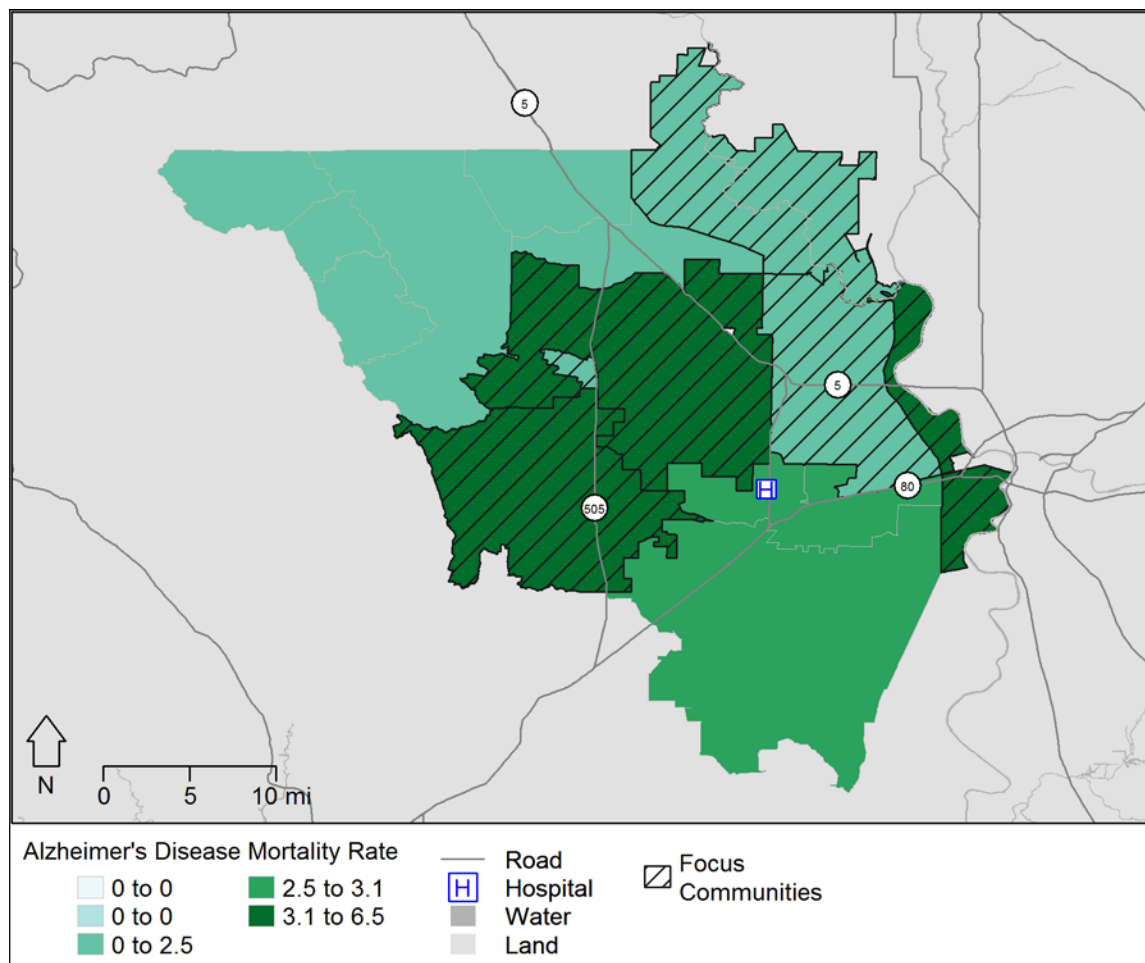 5
5
80
505
N
0 5 10 mi
Alzheimer's Disease Mortality Rate
0 to 0
0 to 0
0 to 2.5
2.5 to 3.1
3.1 to 6.5
Road
H Hospital
Water
Land
Focus
Communities
H